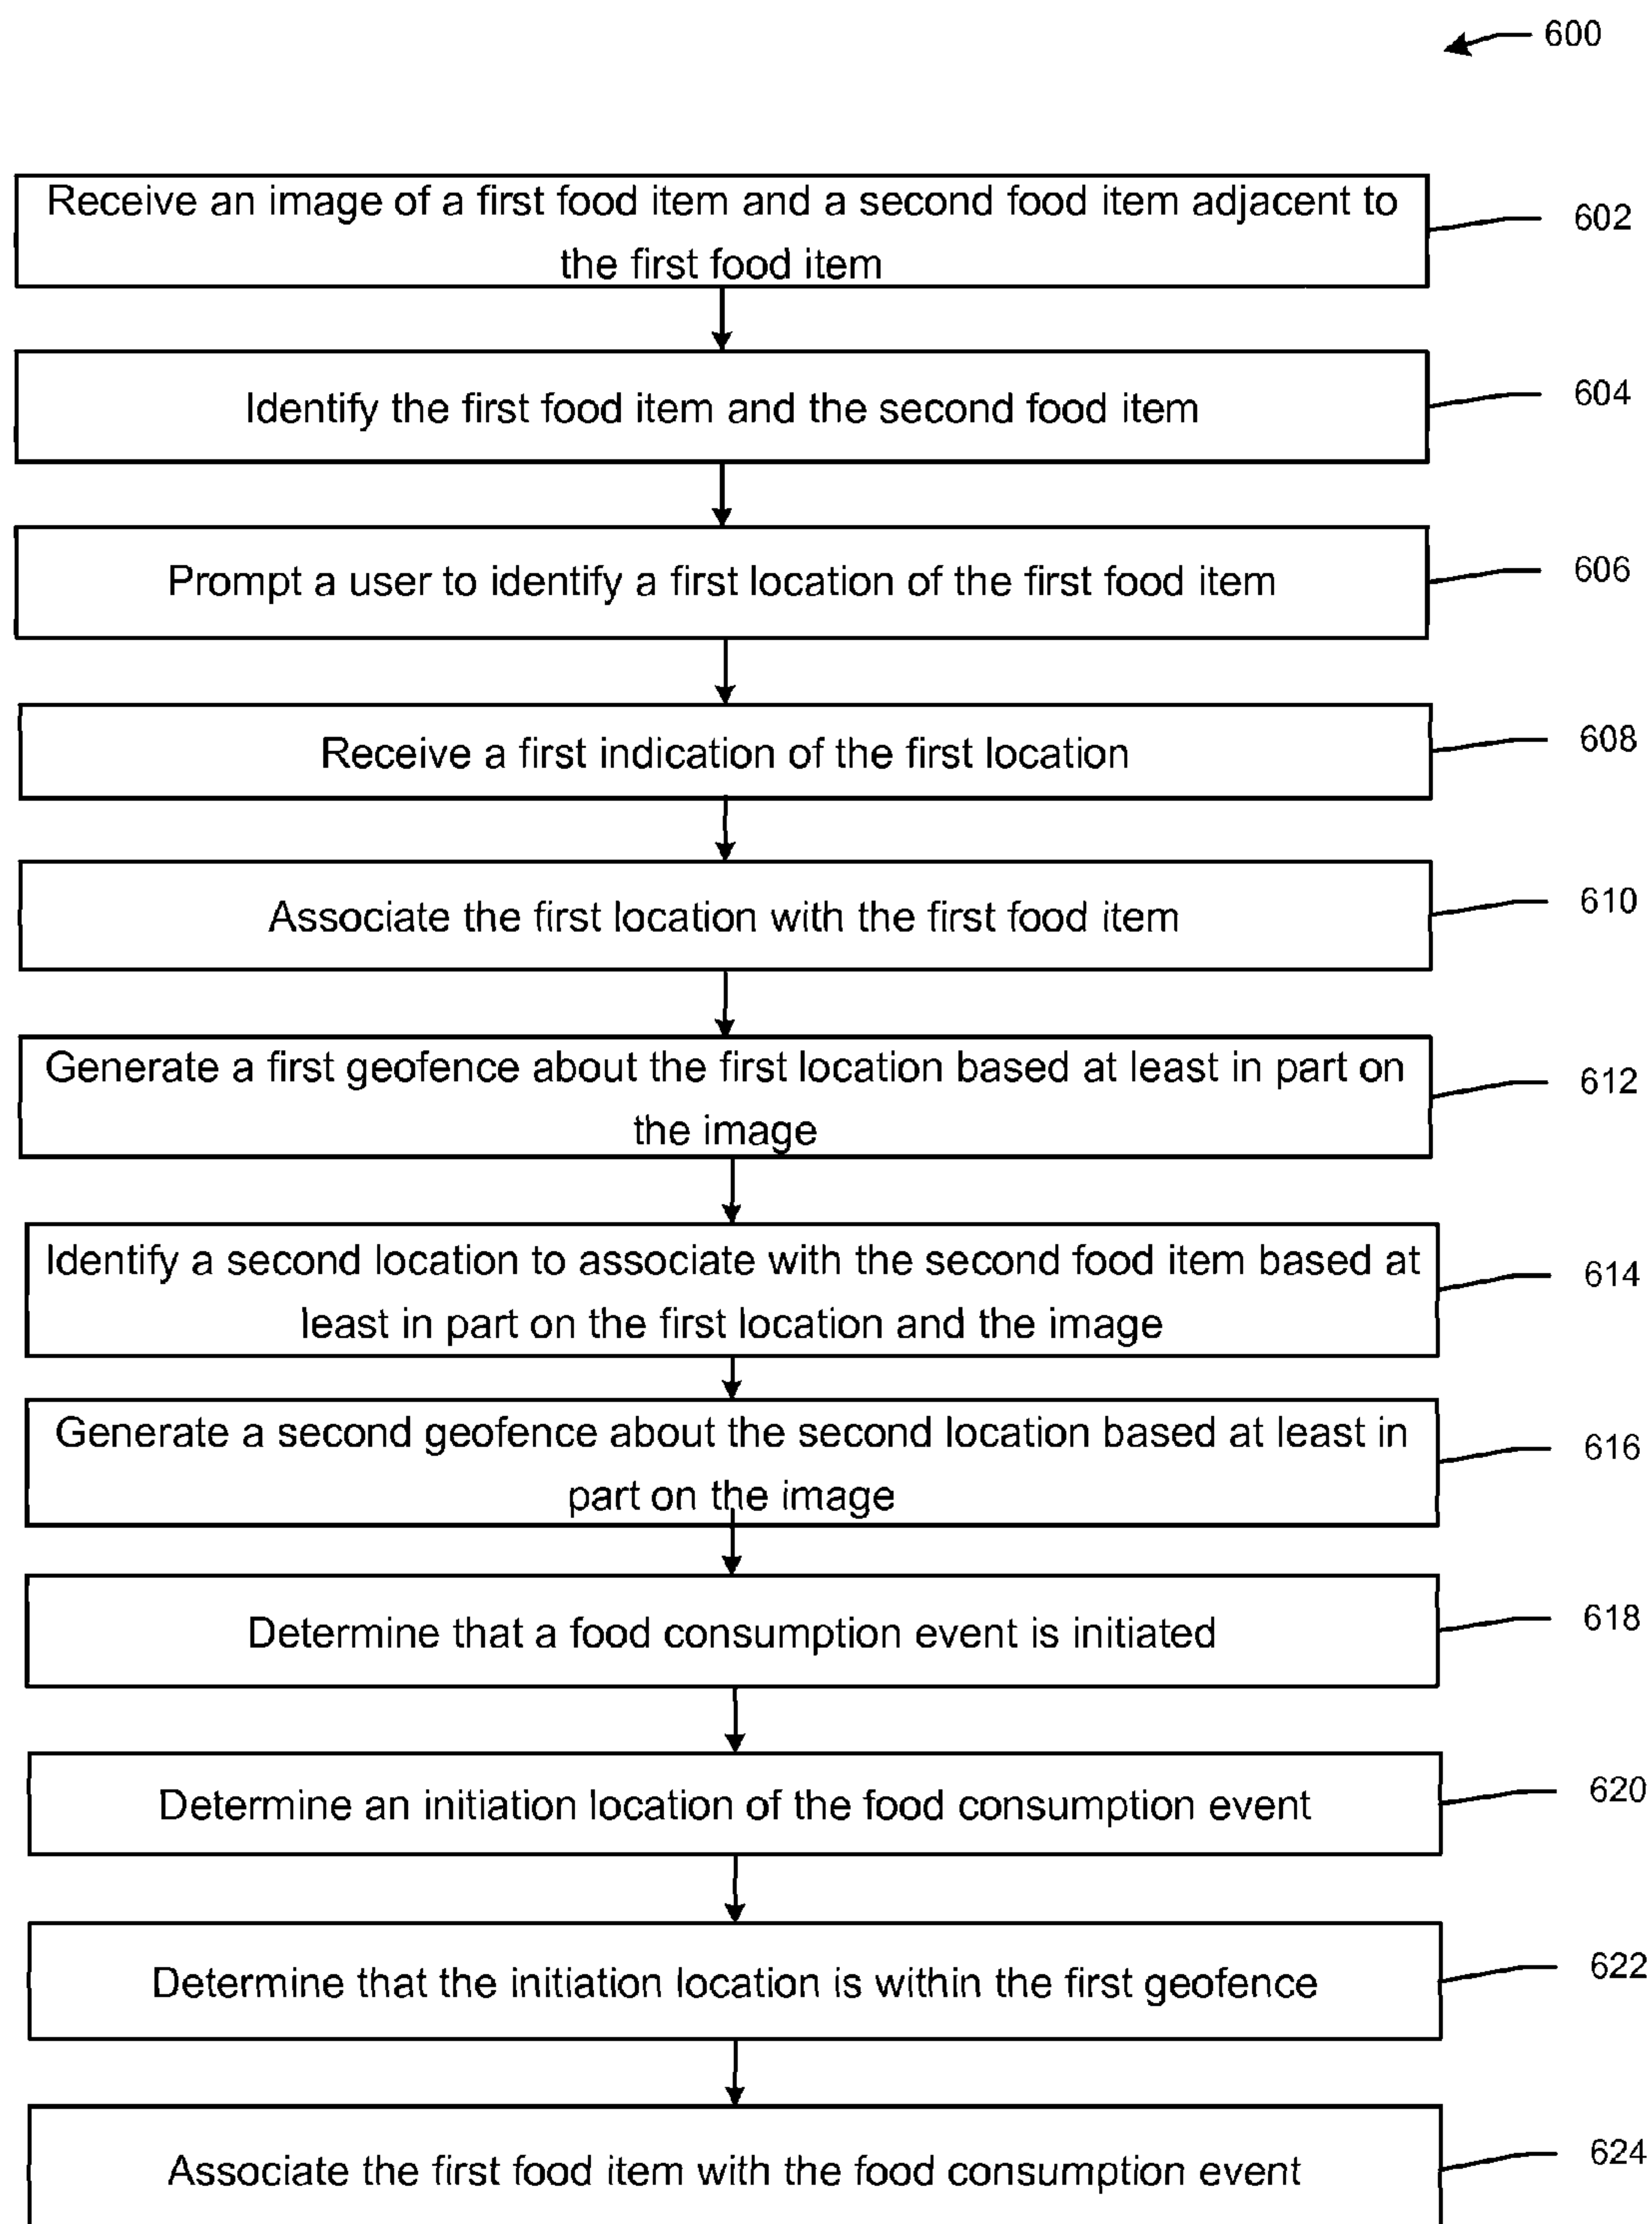 600
Receive an image of a first food item and a second food item adjacent to
the first food item
602
Identify the first food item and the second food item
604
Prompt a user to identify a first location of the first food item
606
Receive a first indication of the first location
608
Associate the first location with the first food item
610
Generate a first geofence about the first location based at least in part on
the image
612
Identify a second location to associate with the second food item based at
least in part on the first location and the image
614
Generate a second geofence about the second location based at least in
part on the image
616
Determine that a food consumption event is initiated
618
Determine an initiation location of the food consumption event
620
Determine that the initiation location is within the first geofence
622
Associate the first food item with the food consumption event
624